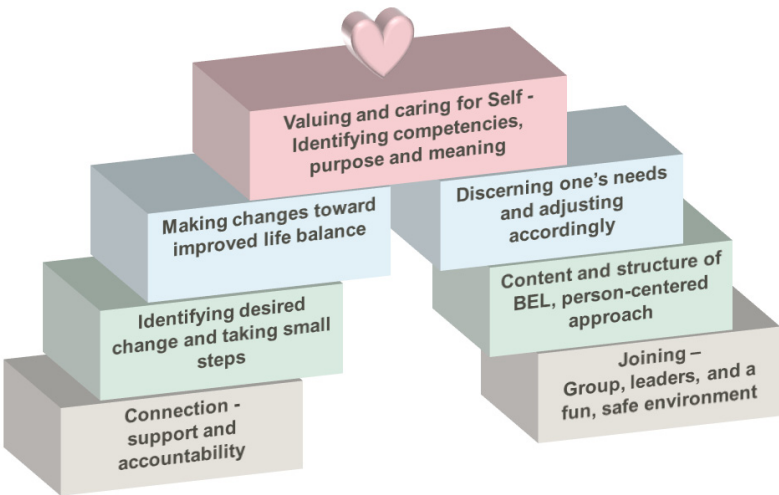 Valuing and caring for Self -
Identifying competencies,
purpose and meaning
Making changes toward
improved life balance
Discerning one's needs
and adjusting
accordingly
Identifying desired
change and taking small
steps
Content and structure of
BEL, person-centered
approach
Connection -
support and
accountability
Joining –
Group, leaders, and a
fun, safe environment